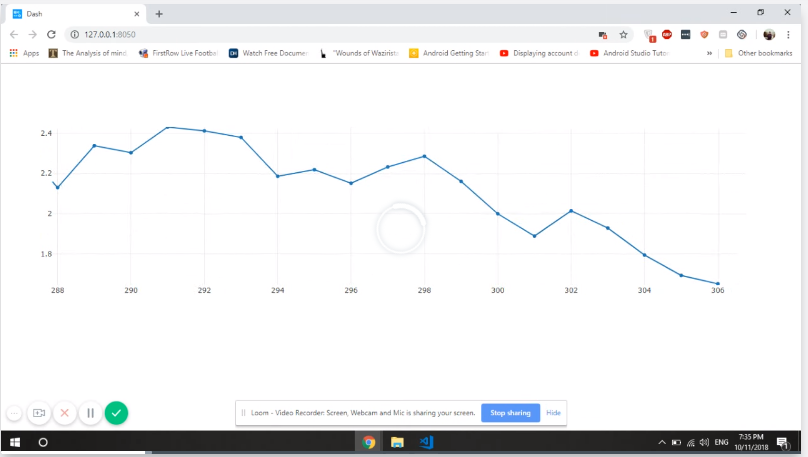 Dash
127.0.0.1:8050
Apps The Analysis of mind FirstRow Live Footbal Watch Free Documen "Wounds of Wazirista Android Getting Start Displaying account d Android Studio Tutor » Other bookmarks
2.4
2.2
2
1.8
288 290 292 294 296 298 300 302 304 306
Loom - Video Recorder: Screen, Webcam and Mic is sharing your screen. Stop sharing Hide
ENG
7:35 PM
10/11/2018